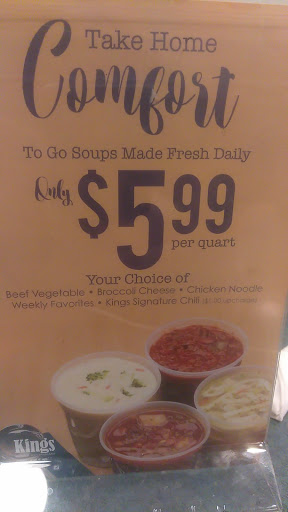 Take Home
Comfort
To Go Soups Made Fresh Daily
Only $5.99
per quart
Your Choice of
Beef Vegetable • Broccoli Cheese • Chicken Noodle
Weekly Favorites • Kings Signature Chili
Kings